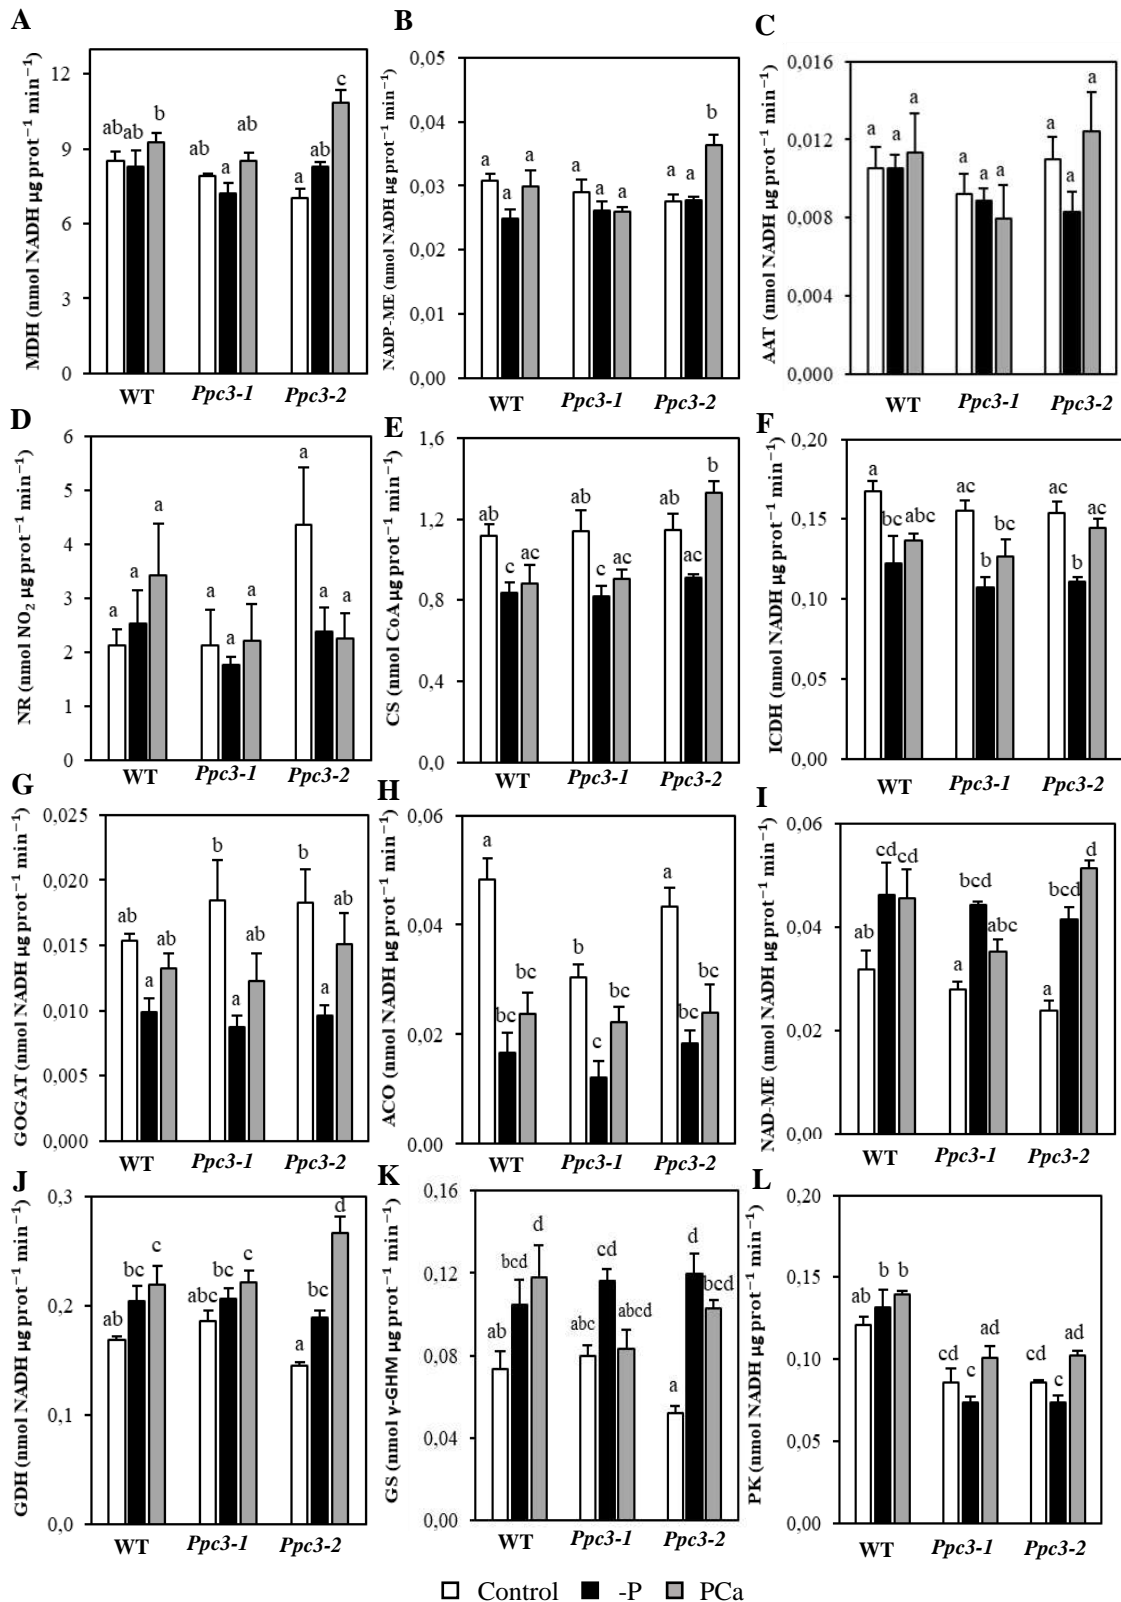 A
MDH (nmol NADH µg prot⁻¹ min⁻¹)
12
9
6
3
0
ab
ab
b
ab
a
ab
a
ab
c
WT
Ppc3-1
Ppc3-2
B
NADP-ME (nmol NADH µg prot⁻¹ min⁻¹)
0,05
0,04
0,03
0,02
0,01
0,00
a
a
a
a
a
a
a
a
b
WT
Ppc3-1
Ppc3-2
C
AAT (nmol NADH µg prot⁻¹ min⁻¹)
0,016
0,012
0,008
0,004
0,000
a
a
a
a
a
a
a
a
a
WT
Ppc3-1
Ppc3-2
D
NR (nmol NO₂ µg prot⁻¹ min⁻¹)
6
5
4
3
2
1
0
a
a
a
a
a
a
a
a
a
WT
Ppc3-1
Ppc3-2
E
CS (nmol CoA µg prot⁻¹ min⁻¹)
1,6
1,2
0,8
0,4
0,0
ab
c
ac
ab
c
ac
ab
ac
b
WT
Ppc3-1
Ppc3-2
F
ICDH (nmol NADH µg prot⁻¹ min⁻¹)
0,20
0,15
0,10
0,05
0,00
a
bc
abc
ac
b
bc
ac
b
ac
WT
Ppc3-1
Ppc3-2
G
GOGAT (nmol NADH µg prot⁻¹ min⁻¹)
0,025
0,020
0,015
0,010
0,005
0,000
ab
a
ab
b
a
ab
b
a
ab
WT
Ppc3-1
Ppc3-2
H
ACO (nmol NADH µg prot⁻¹ min⁻¹)
0,06
0,04
0,02
0,00
a
bc
bc
b
c
bc
a
bc
bc
WT
Ppc3-1
Ppc3-2
I
NAD-ME (nmol NADH µg prot⁻¹ min⁻¹)
0,06
0,04
0,02
0,00
ab
cd
cd
a
bcd
abc
a
bcd
d
WT
Ppc3-1
Ppc3-2
J
GDH (nmol NADH µg prot⁻¹ min⁻¹)
0,3
0,2
0,1
0,0
ab
bc
c
abc
bc
c
a
bc
d
WT
Ppc3-1
Ppc3-2
K
GS (nmol γ-GHM µg prot⁻¹ min⁻¹)
0,16
0,12
0,08
0,04
0,00
ab
bcd
d
abc
cd
abcd
a
d
bcd
WT
Ppc3-1
Ppc3-2
L
PK (nmol NADH µg prot⁻¹ min⁻¹)
0,20
0,15
0,10
0,05
0,00
ab
b
b
cd
c
ad
cd
c
ad
WT
Ppc3-1
Ppc3-2
Control -P PCa